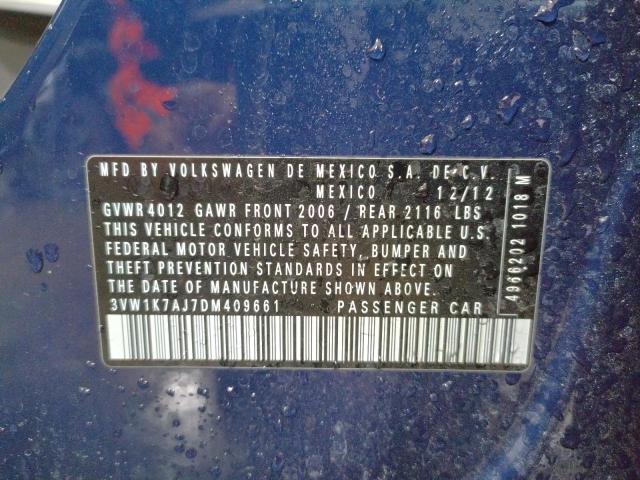 MFD BY VOLKSWAGEN DE MEXICO S.A. DE C.V.
MEXICO 12/12
GVWR 4012 GAWR FRONT 2006 / REAR 2116 LBS
THIS VEHICLE CONFORMS TO ALL APPLICABLE U.S.
FEDERAL MOTOR VEHICLE SAFETY, BUMPER AND
THEFT PREVENTION STANDARDS IN EFFECT ON
THE DATE OF MANUFACTURE SHOWN ABOVE.
3VW1K7AJ7DM409661 PASSENGER CAR
4966202 1018 M